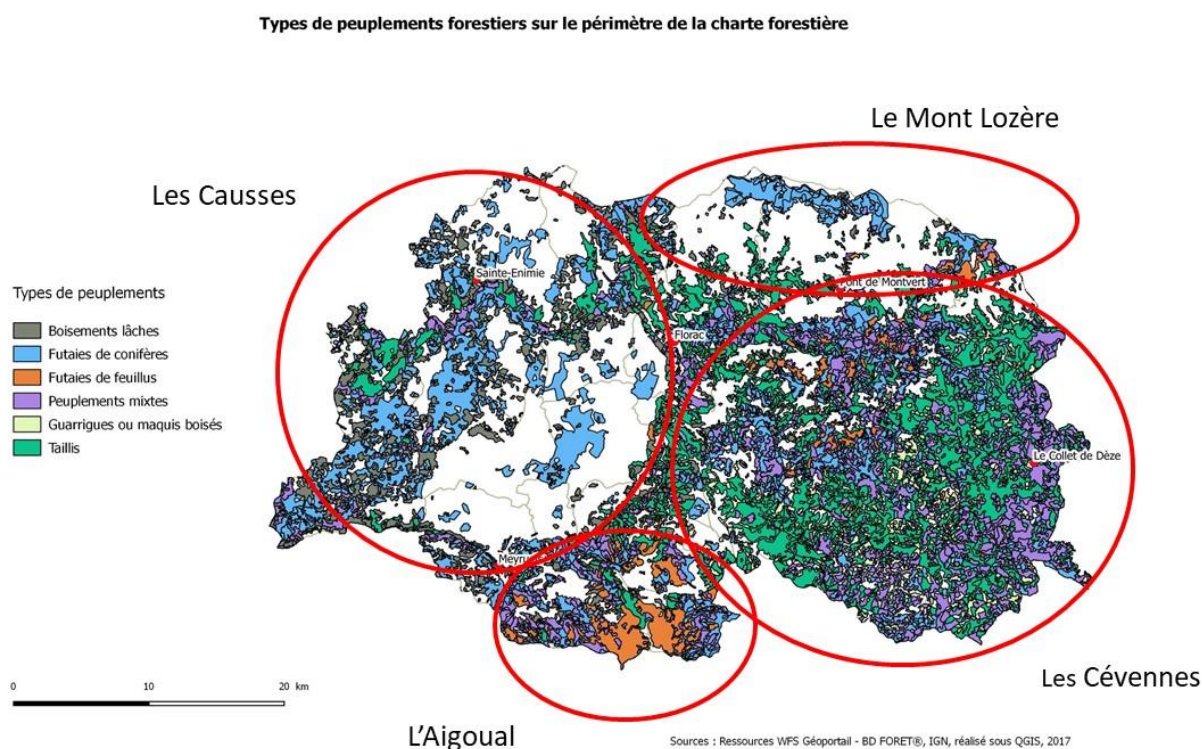 Types de peuplements forestiers sur le périmètre de la charte forestière
Le Mont Lozère
Les Causses
Sainte-Enimie
Types de peuplements
Pont de Montvert
Boisements lâches
Florac
Futaies de conifères
Futaies de feuillus
Peuplements mixtes
Guarrigues ou maquis boisés
Taillis
Le Collet de Dèze
Les Cévennes
0 10 20 km
L'Aigoual
Sources : Ressources WFS Géoportail - BD FORET®, IGN, réalisé sous QGIS, 2017